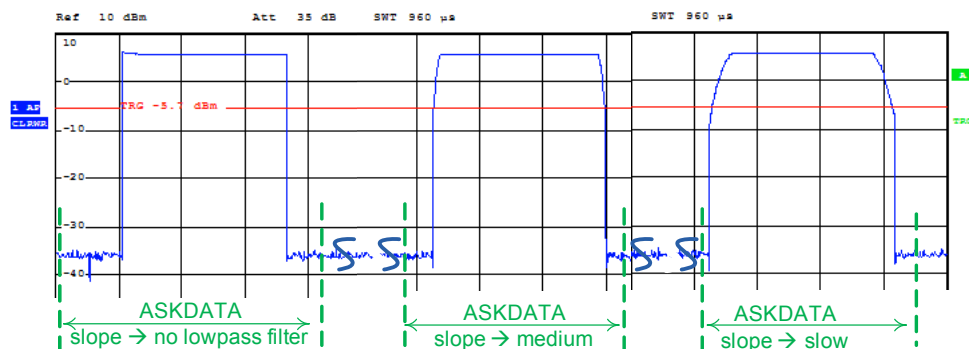 Ref 10 dBm Att 35 dB SWT 960 µs SWT 960 µs
10
0
A
1 AP
TRG -5.7 dBm
CLRWR
TRG
-10
-20
-30
-40
ASKDATA ASKDATA ASKDATA
slope → no lowpass filter slope → medium slope → slow